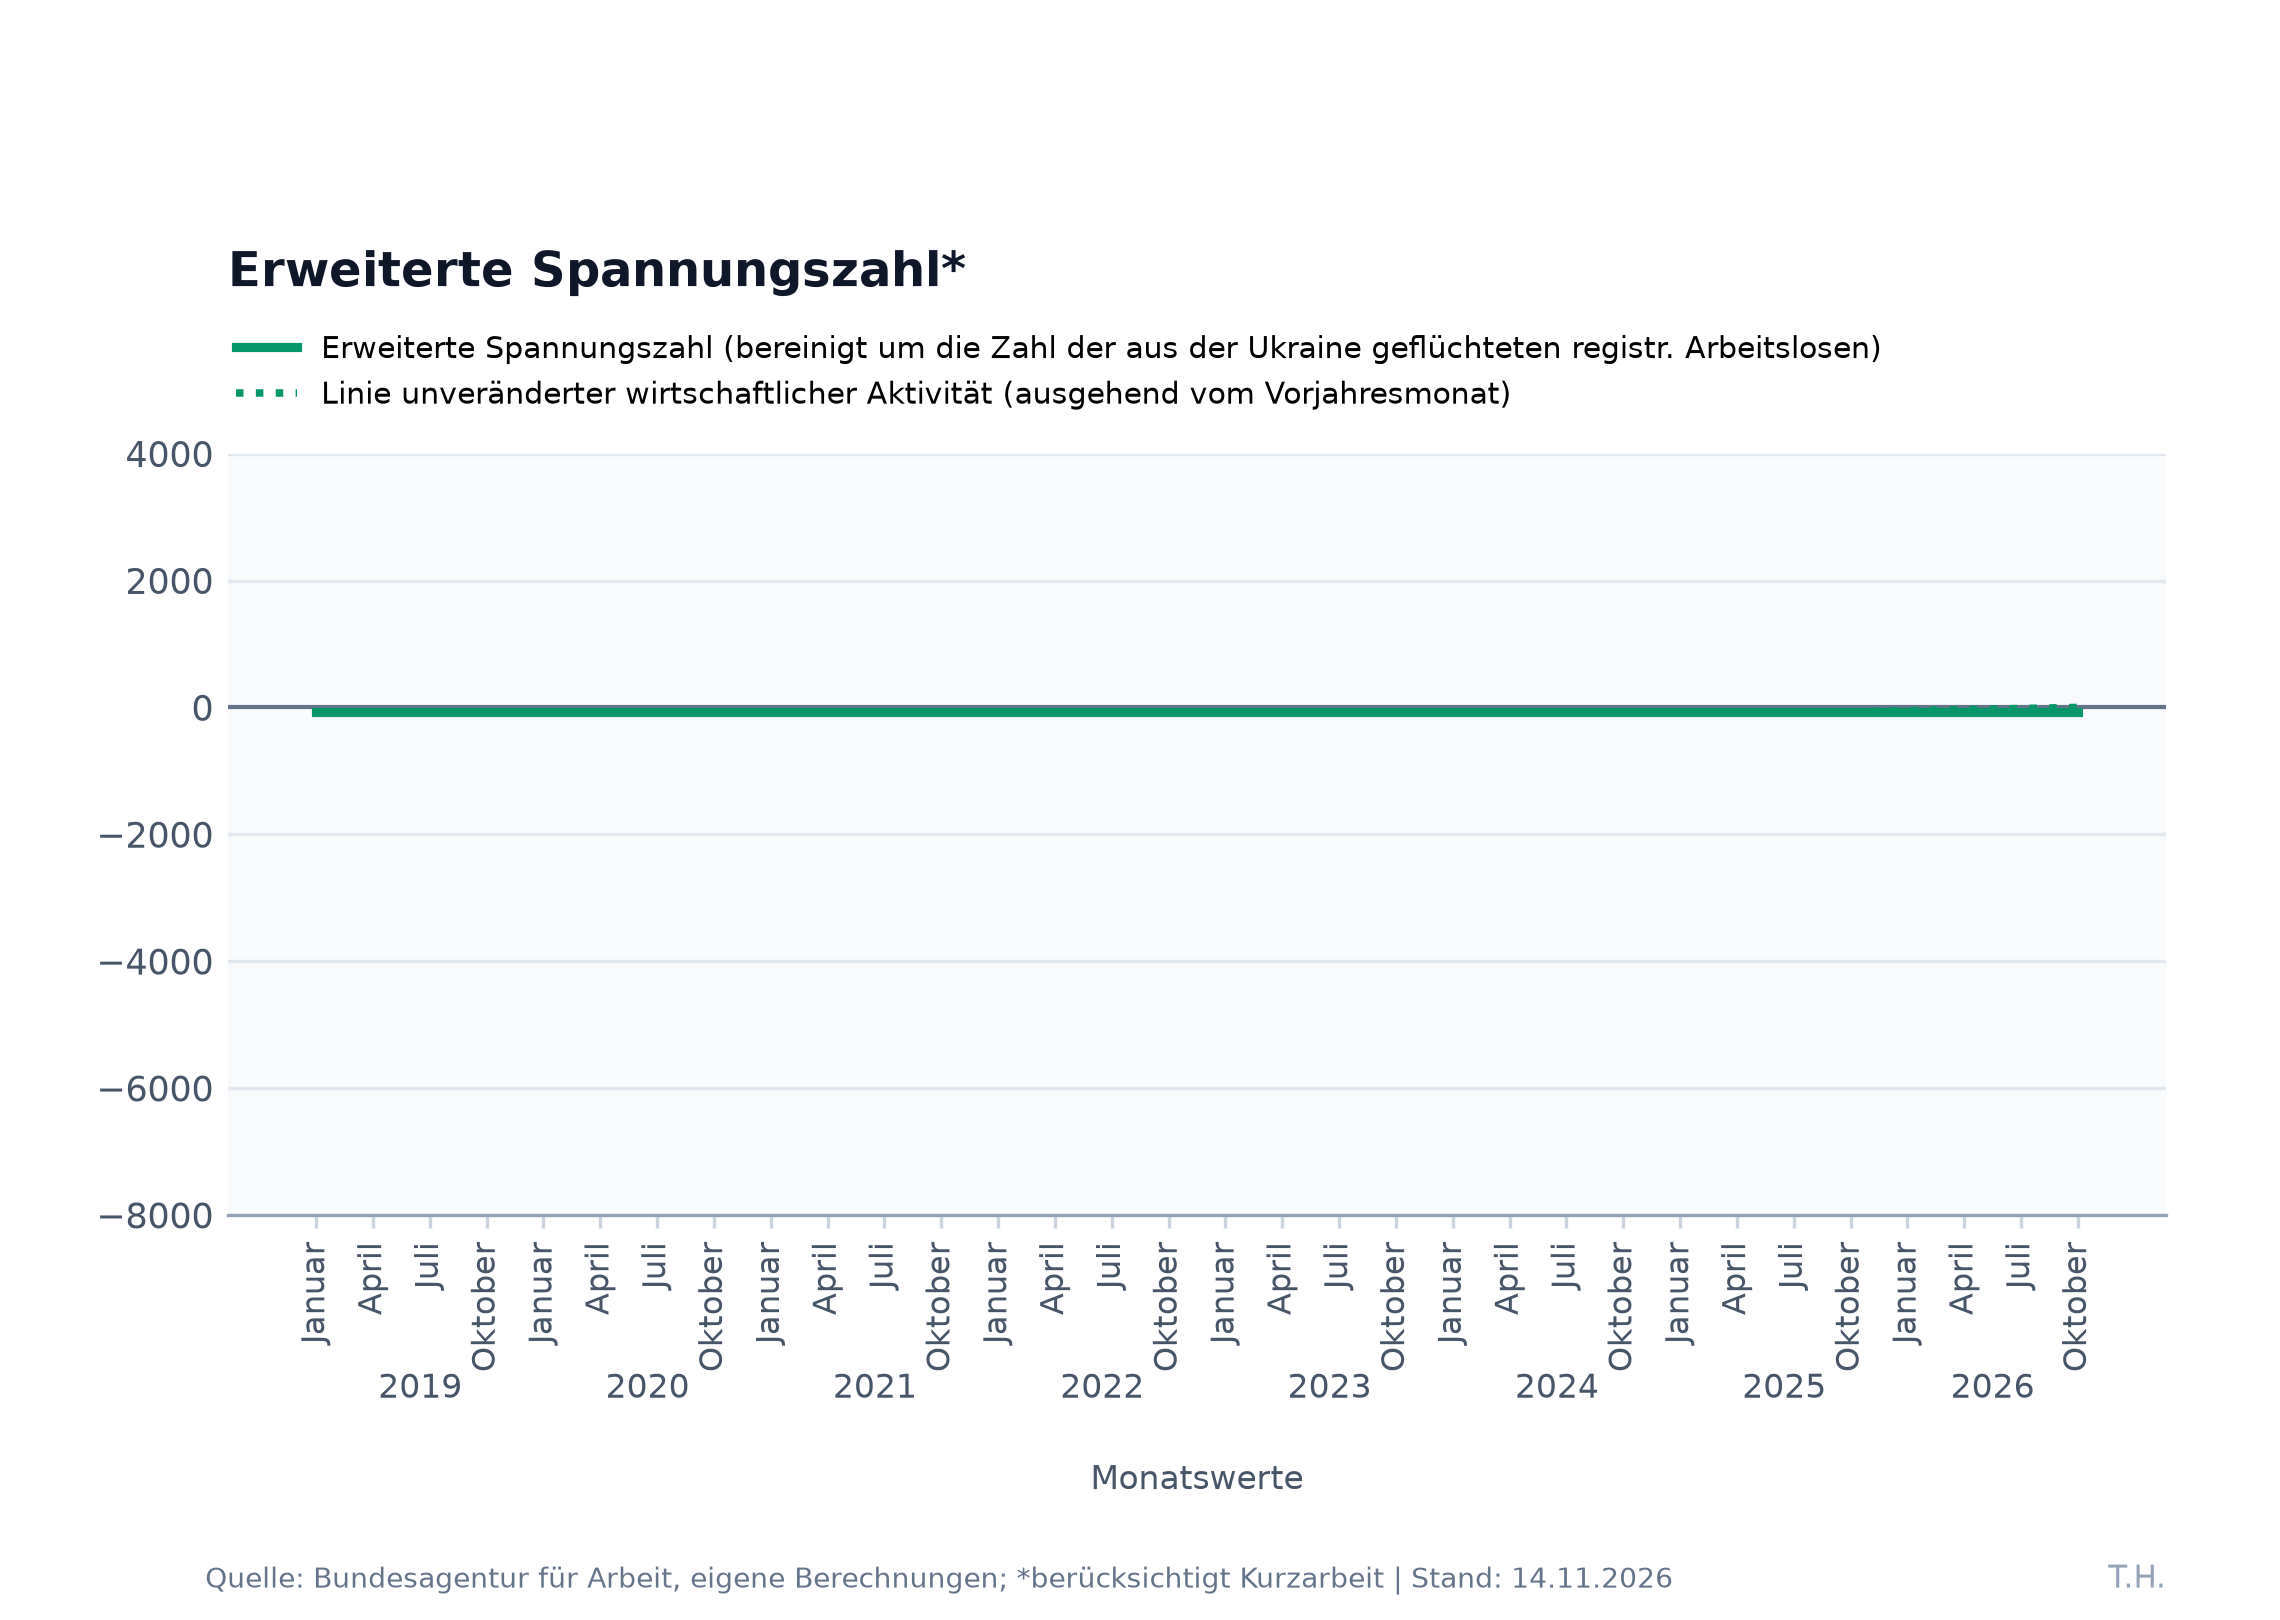 Erweiterte Spannungszahl*
Erweiterte Spannungszahl (bereinigt um die Zahl der aus der Ukraine geflüchteten registr. Arbeitslosen)
Linie unveränderter wirtschaftlicher Aktivität (ausgehend vom Vorjahresmonat)
4000
2000
0
−2000
−4000
−6000
−8000
Januar April Juli Oktober Januar April Juli Oktober Januar April Juli Oktober Januar April Juli Oktober Januar April Juli Oktober Januar April Juli Oktober Januar April Juli Oktober Januar April Juli Oktober
2019 2020 2021 2022 2023 2024 2025 2026
Monatswerte
Quelle: Bundesagentur für Arbeit, eigene Berechnungen; *berücksichtigt Kurzarbeit | Stand: 14.11.2026 T.H.